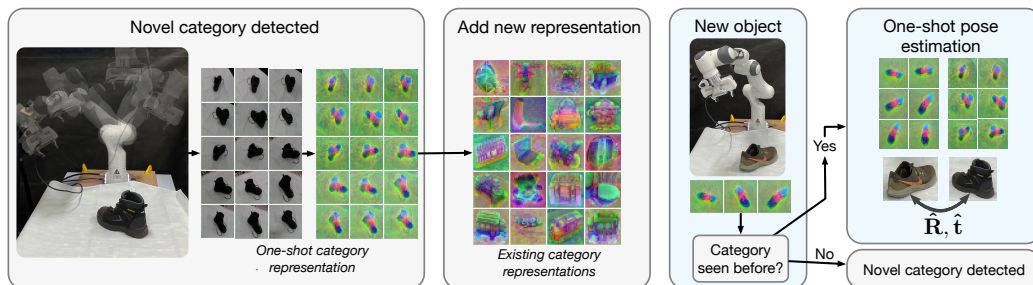 Novel category detected
One-shot category
representation
Add new representation
Existing category
representations
New object
Category
seen before?
Yes
No
One-shot pose
estimation
R̂, t̂
Novel category detected